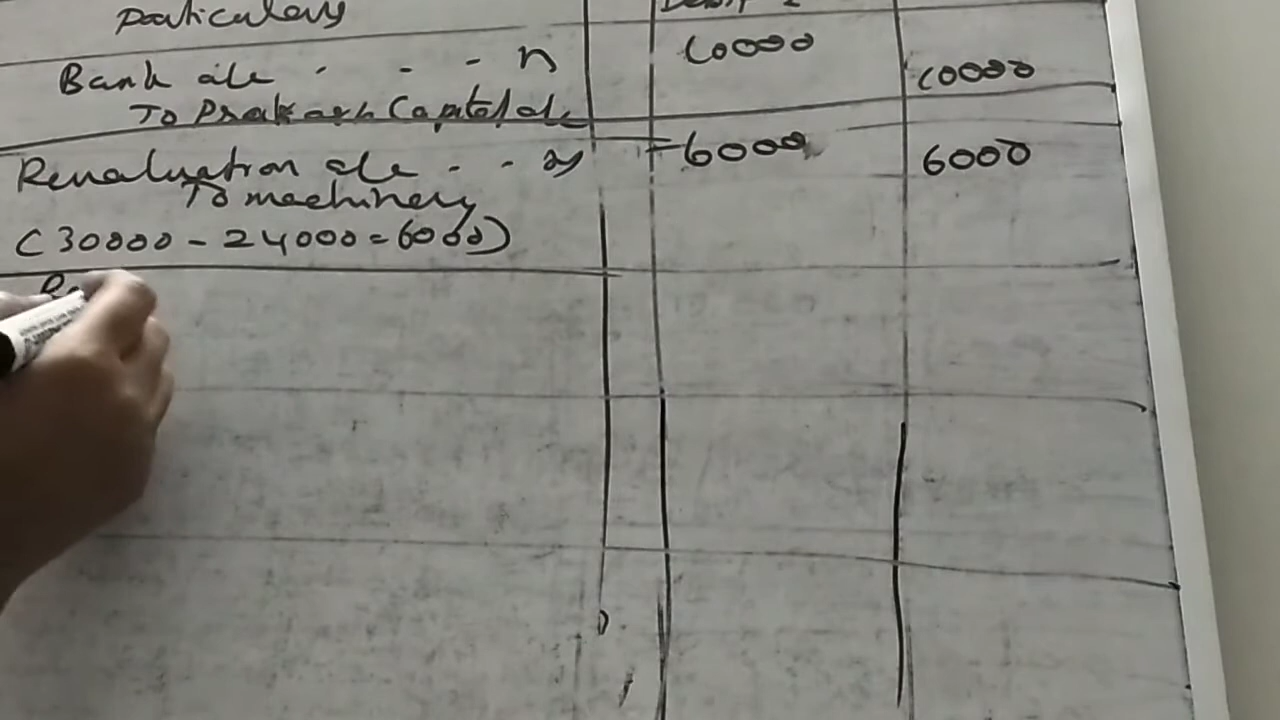 Particulars
Bank a/c - - - Dr 10000
10000
To Prakash Capital a/c
Revaluation a/c - - Dr 6000 6000
To machinery
(30000 - 24000 = 6000)